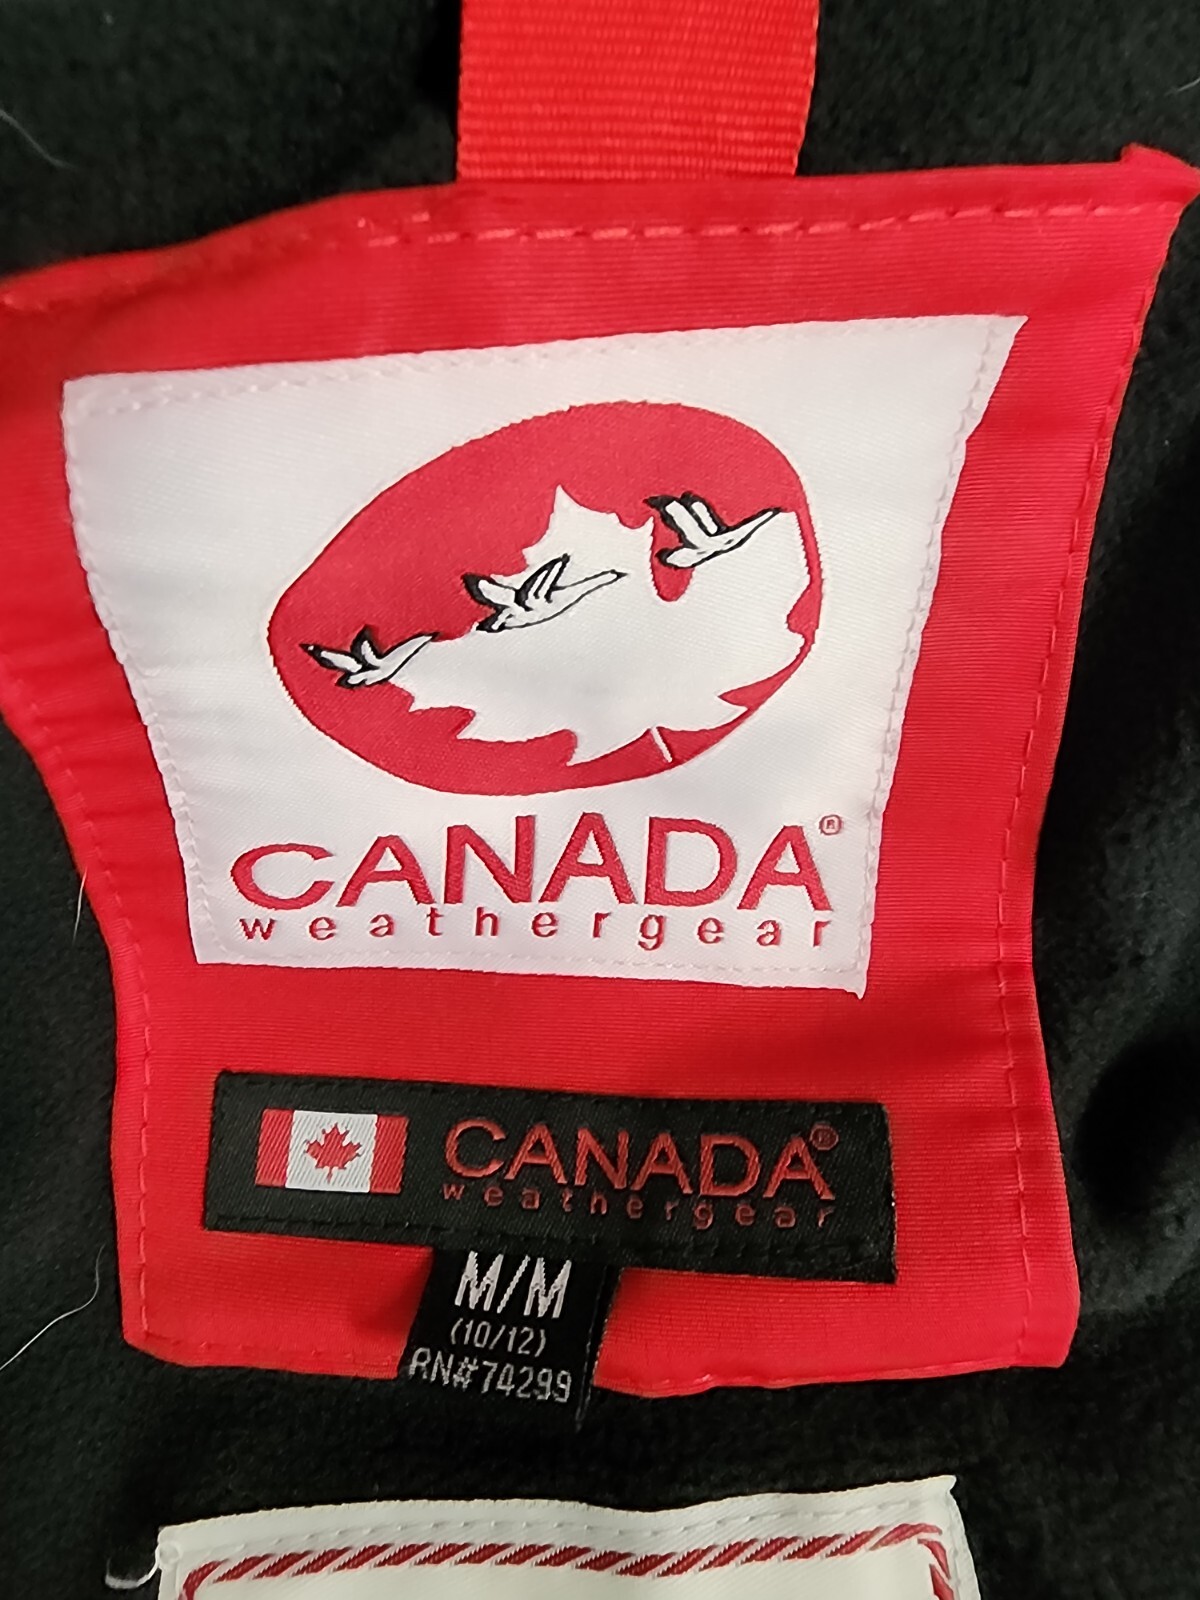 CANADA®
weathergear
CANADA®
weathergear
M/M
(10/12)
RN#74299